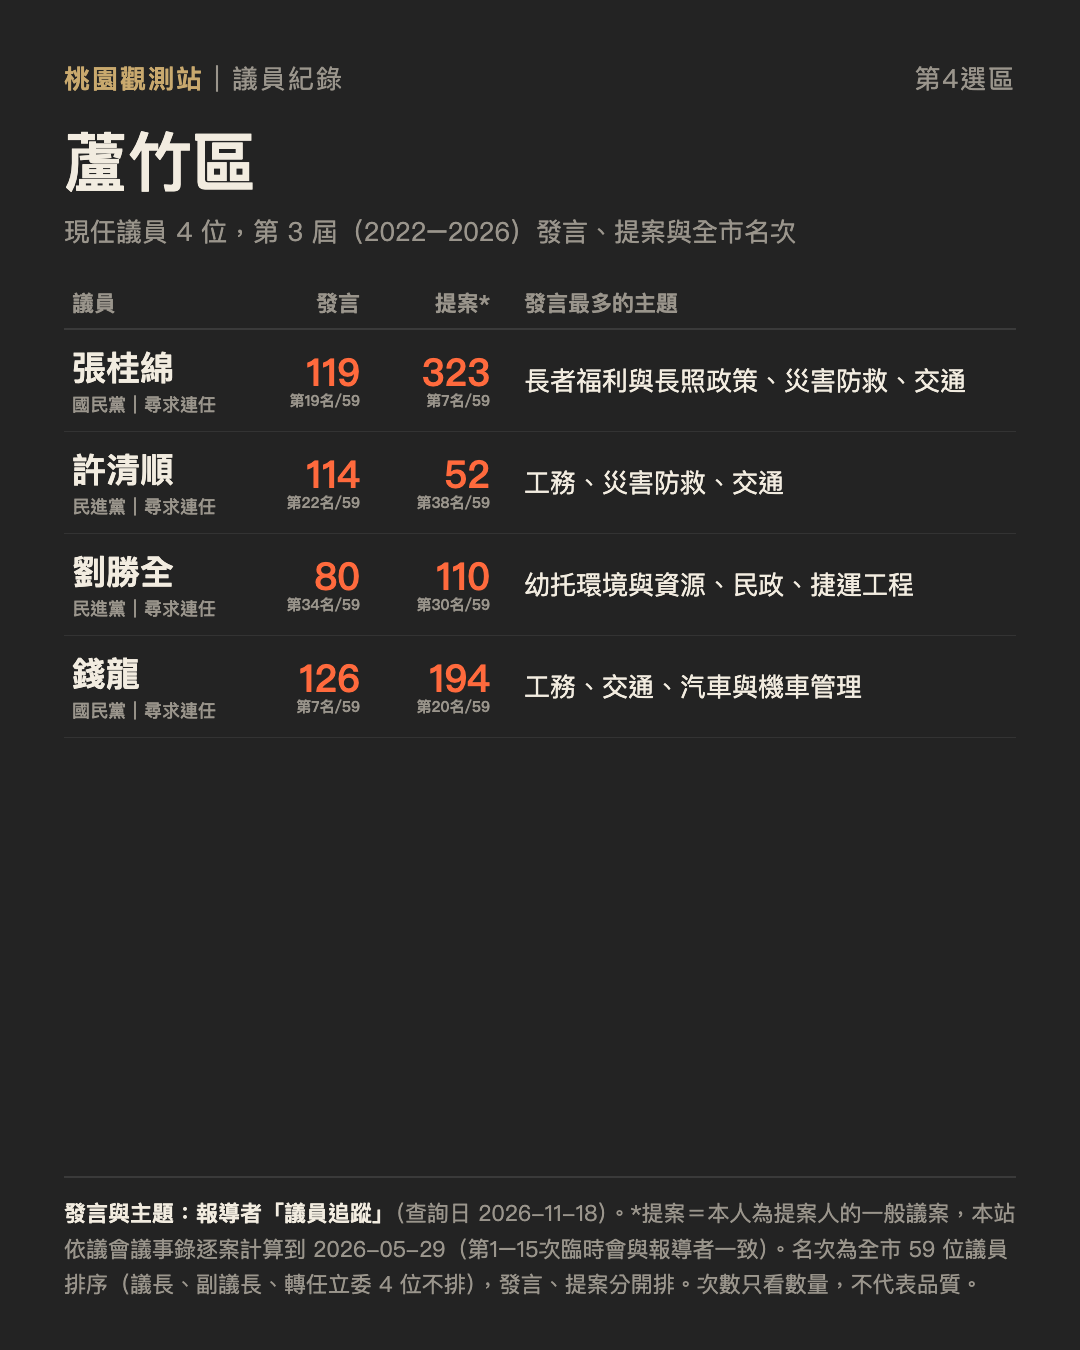 桃園觀測站｜議員紀錄
第4選區
蘆竹區
現任議員 4 位，第 3 屆（2022—2026）發言、提案與全市名次
議員 發言 提案* 發言最多的主題
張桂綿 119 323 長者福利與長照政策、災害防救、交通
國民黨｜尋求連任 第19名/59 第7名/59
許清順 114 52 工務、災害防救、交通
民進黨｜尋求連任 第22名/59 第38名/59
劉勝全 80 110 幼托環境與資源、民政、捷運工程
民進黨｜尋求連任 第34名/59 第30名/59
錢龍 126 194 工務、交通、汽車與機車管理
國民黨｜尋求連任 第7名/59 第20名/59
發言與主題：報導者「議員追蹤」（查詢日 2026-11-18）。*提案＝本人為提案人的一般議案，本站
依議會議事錄逐案計算到 2026-05-29（第1—15次臨時會與報導者一致）。名次為全市 59 位議員
排序（議長、副議長、轉任立委 4 位不排），發言、提案分開排。次數只看數量，不代表品質。